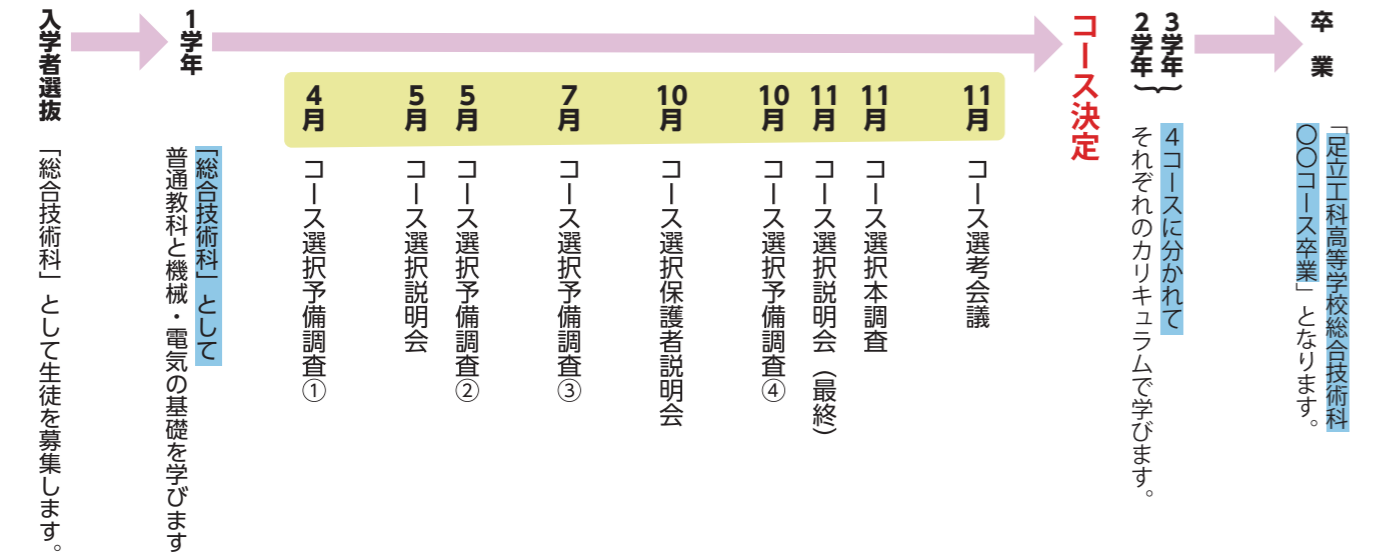 入学者選抜
「総合技術科」として生徒を募集します。
1学年
「総合技術科」として
普通教科と機械・電気の基礎を学びます
4月
コース選択予備調査①
5月
コース選択説明会
5月
コース選択予備調査②
7月
コース選択予備調査③
10月
コース選択保護者説明会
10月
コース選択予備調査④
11月
コース選択説明会（最終）
11月
コース選択本調査
11月
コース選考会議
コース決定
3学年
2学年
4コースに分かれて
それぞれのカリキュラムで学びます。
卒業
「足立工科高等学校総合技術科
〇〇コース卒業」となります。